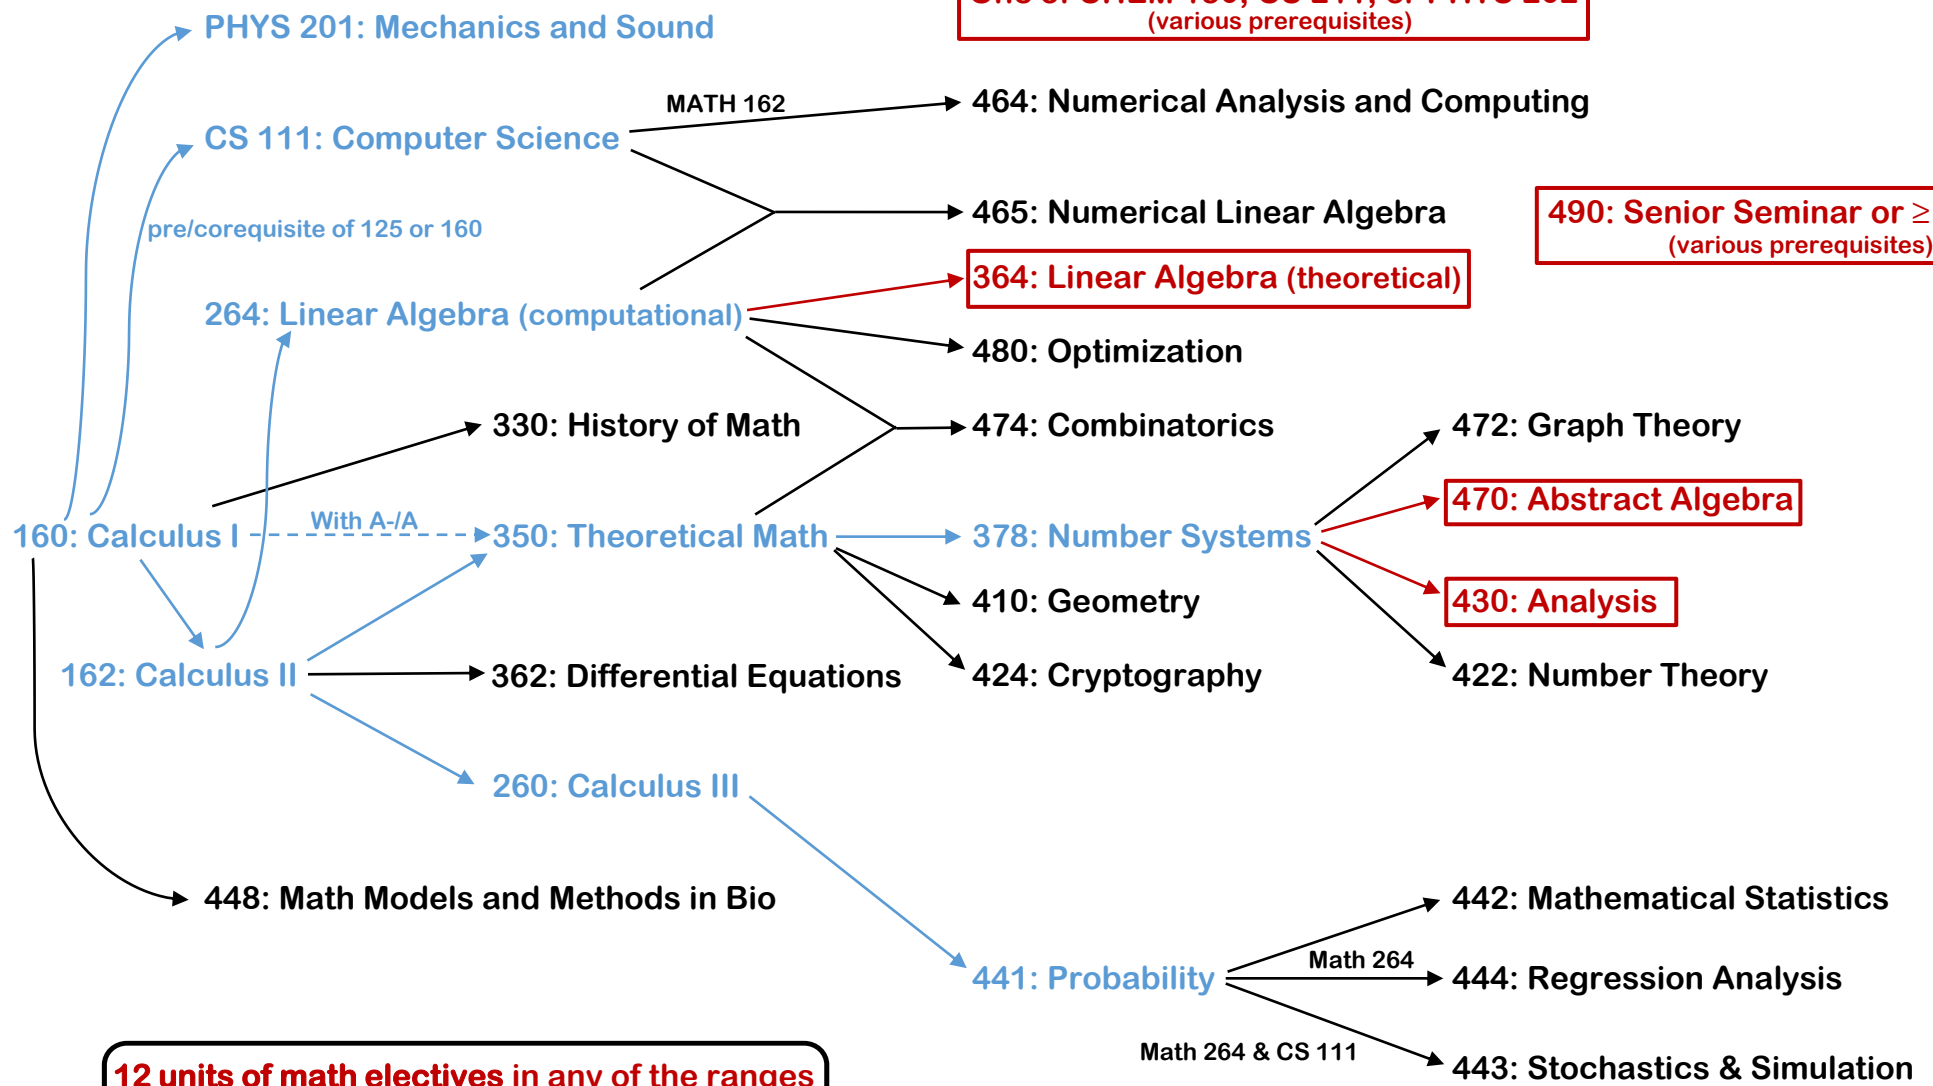 PHYS 201: Mechanics and Sound
(various prerequisites)
MATH 162
464: Numerical Analysis and Computing
CS 111: Computer Science
465: Numerical Linear Algebra
490: Senior Seminar or ≥
(various prerequisites)
pre/corequisite of 125 or 160
364: Linear Algebra (theoretical)
264: Linear Algebra (computational)
480: Optimization
330: History of Math
474: Combinatorics
472: Graph Theory
470: Abstract Algebra
160: Calculus I
With A-/A
350: Theoretical Math
378: Number Systems
410: Geometry
430: Analysis
162: Calculus II
362: Differential Equations
424: Cryptography
422: Number Theory
260: Calculus III
448: Math Models and Methods in Bio
442: Mathematical Statistics
441: Probability
Math 264
444: Regression Analysis
Math 264 & CS 111
443: Stochastics & Simulation
12 units of math electives in any of the ranges